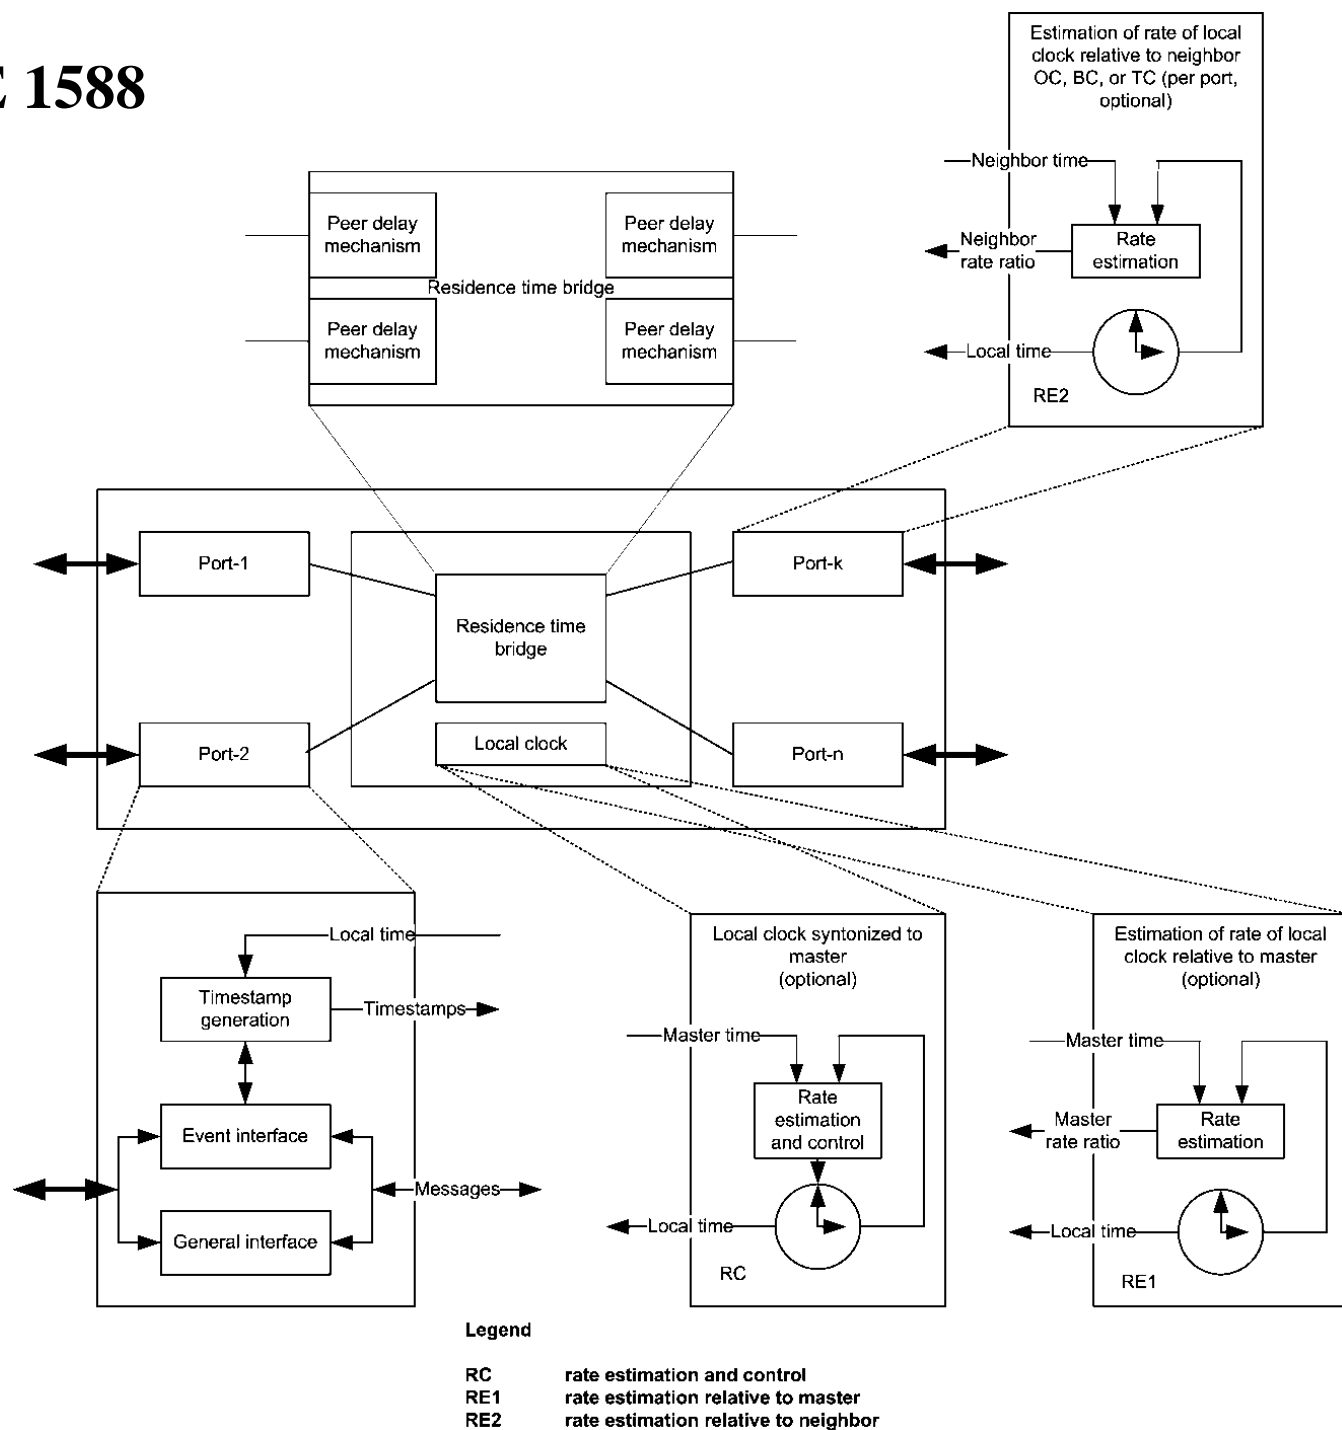 E 1588
Estimation of rate of local
clock relative to neighbor
OC, BC, or TC (per port,
optional)
Neighbor time
Neighbor
rate ratio
Rate
estimation
Local time
RE2
Peer delay
mechanism
Peer delay
mechanism
Residence time bridge
Peer delay
mechanism
Peer delay
mechanism
Port-1
Port-k
Residence time
bridge
Port-2
Local clock
Port-n
Local time
Timestamp
generation
Timestamps
Event interface
Messages
General interface
Local clock syntonized to
master
(optional)
Master time
Rate
estimation
and control
Local time
RC
Estimation of rate of local
clock relative to master
(optional)
Master time
Master
rate ratio
Rate
estimation
Local time
RE1
Legend
RC rate estimation and control
RE1 rate estimation relative to master
RE2 rate estimation relative to neighbor